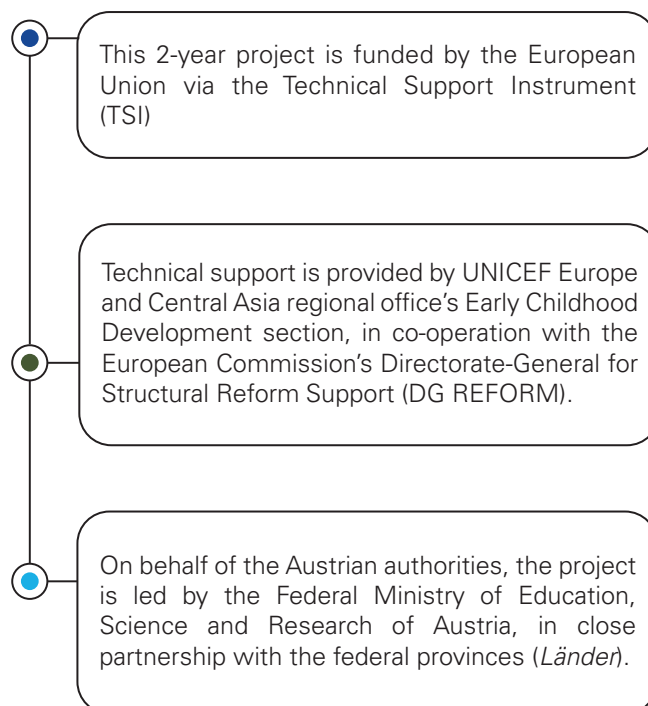 This 2-year project is funded by the European
Union via the Technical Support Instrument
(TSI)
Technical support is provided by UNICEF Europe
and Central Asia regional office’s Early Childhood
Development section, in co-operation with the
European Commission’s Directorate-General for
Structural Reform Support (DG REFORM).
On behalf of the Austrian authorities, the project
is led by the Federal Ministry of Education,
Science and Research of Austria, in close
partnership with the federal provinces (Länder).